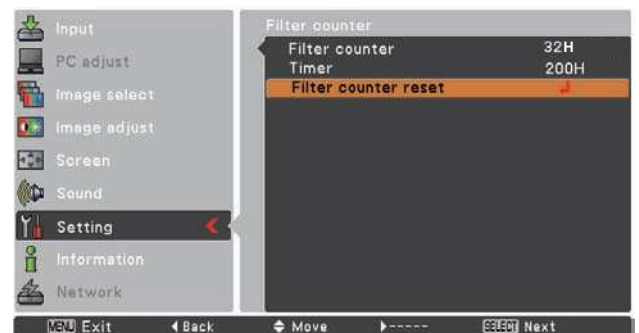 Input
PC adjust
Image select
Image adjust
Screen
Sound
Setting
Information
Network
Filter counter
Filter counter 32H
Timer 200H
Filter counter reset
MENU Exit Back Move ----- SELECT Next